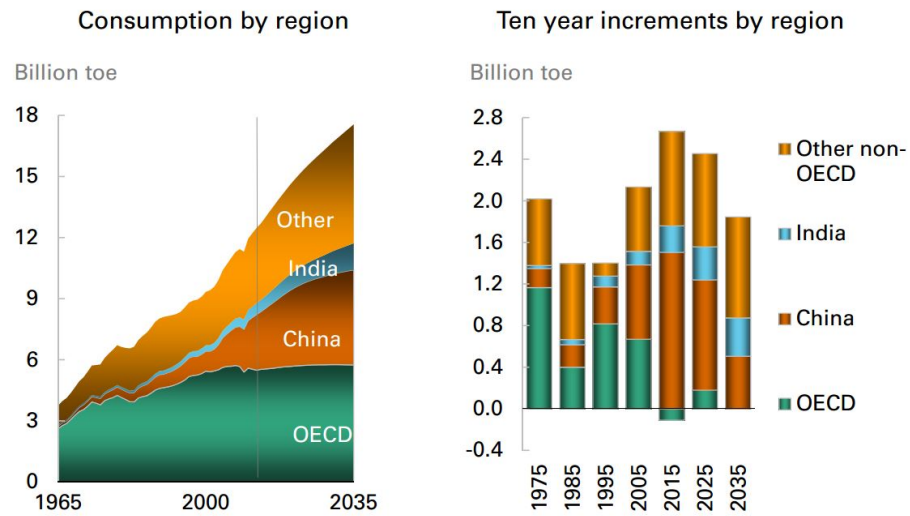 Consumption by region
Billion toe
18
15
12
9
6
3
0
1965
2000
2035
Other
India
China
OECD
Ten year increments by region
Billion toe
2.8
2.4
2.0
1.6
1.2
0.8
0.4
0.0
-0.4
1975
1985
1995
2005
2015
2025
2035
Other non-
OECD
India
China
OECD